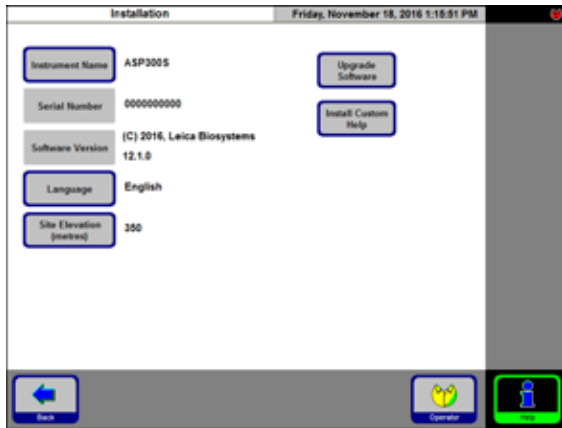 Installation
Friday, November 18, 2016 1:15:51 PM
Instrument Name
ASP300S
Upgrade
Software
Serial Number
0000000000
Install Custom
Help
Software Version
(C) 2016, Leica Biosystems
12.1.0
Language
English
Site Elevation
(metres)
350
Back
Operator
Help